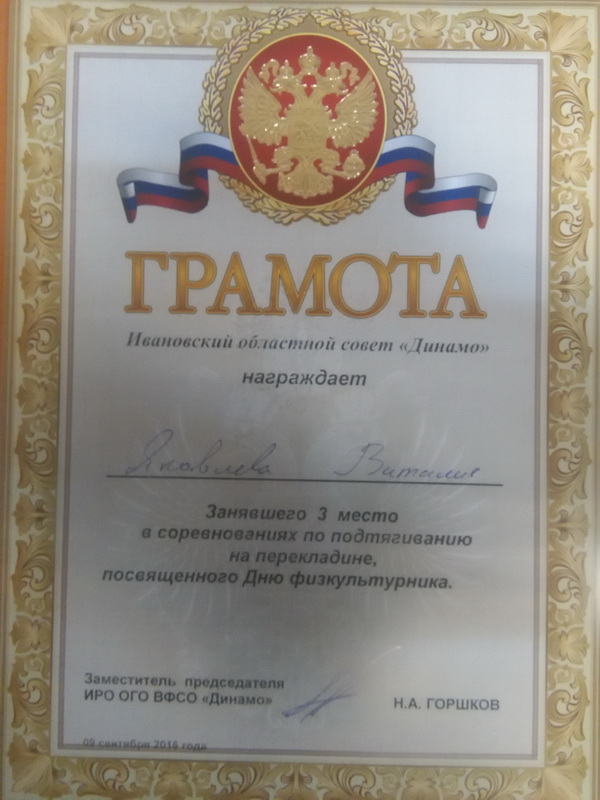 ГРАМОТА
Ивановский областной совет «Динамо»
награждает
Яковлева Виталия
Занявшего 3 место
в соревнованиях по подтягиванию
на перекладине,
посвященного Дню физкультурника.
Заместитель председателя
ИРО ОГО ВФСО «Динамо»
Н.А. ГОРШКОВ
09 сентября 2016 года